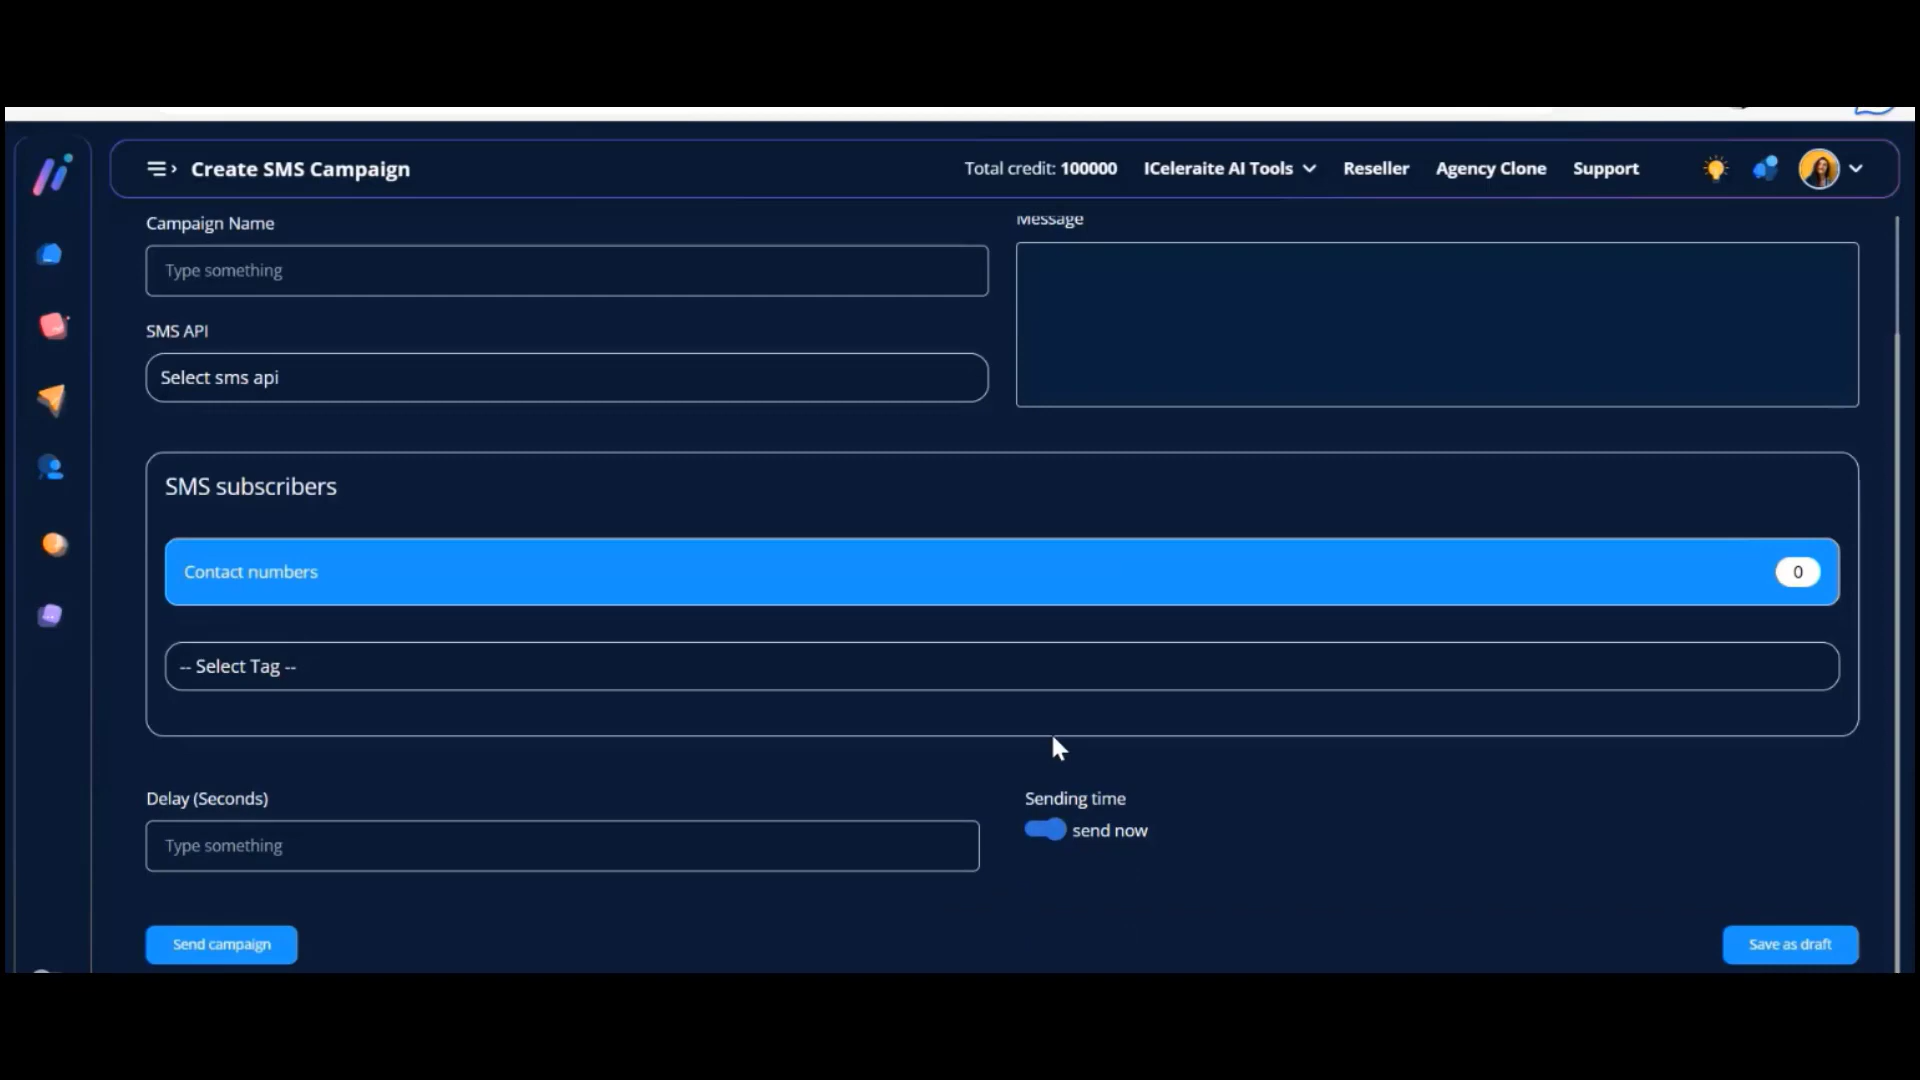 Create SMS Campaign
Total credit: 100000
ICeleraite AI Tools
Reseller
Agency Clone
Support
Campaign Name
Type something
Message
SMS API
Select sms api
SMS subscribers
Contact numbers
0
-- Select Tag --
Delay (Seconds)
Type something
Sending time
send now
Send campaign
Save as draft